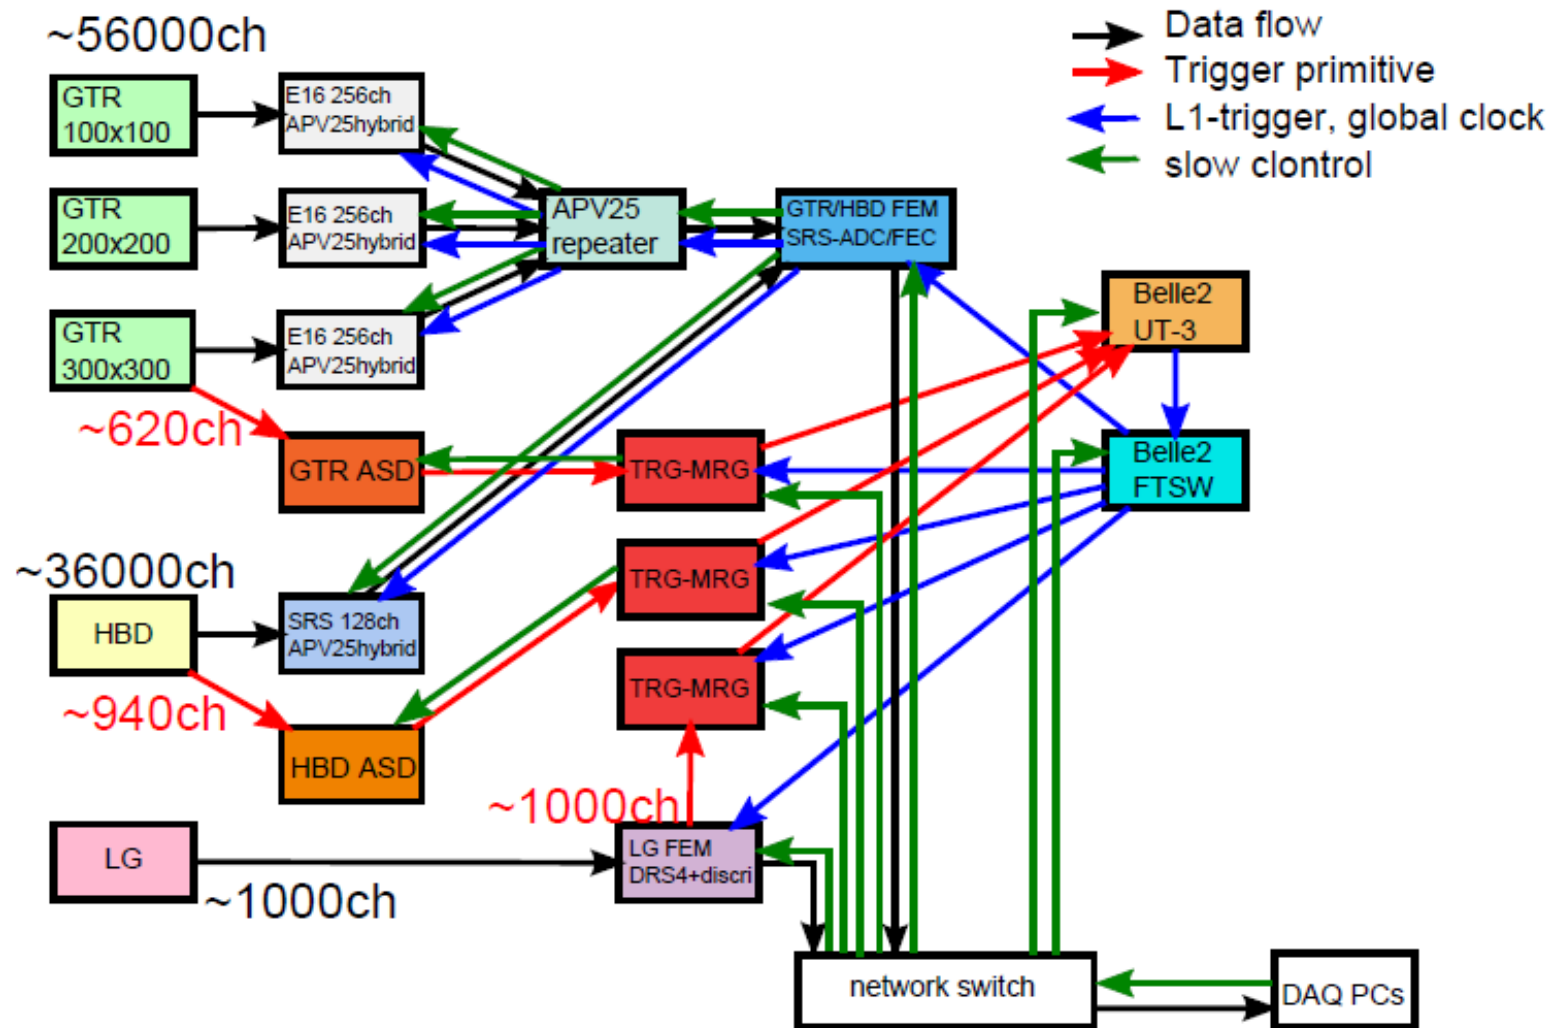 ~56000ch
Data flow
Trigger primitive
L1-trigger, global clock
slow clontrol
GTR
100x100
E16 256ch
APV25hybrid
GTR
200x200
E16 256ch
APV25hybrid
APV25
repeater
GTR/HBD FEM
SRS-ADC/FEC
GTR
300x300
E16 256ch
APV25hybrid
Belle2
UT-3
~620ch
GTR ASD
TRG-MRG
Belle2
FTSW
~36000ch
HBD
SRS 128ch
APV25hybrid
TRG-MRG
TRG-MRG
~940ch
HBD ASD
~1000ch
LG
~1000ch
LG FEM
DRS4+discri
network switch
DAQ PCs